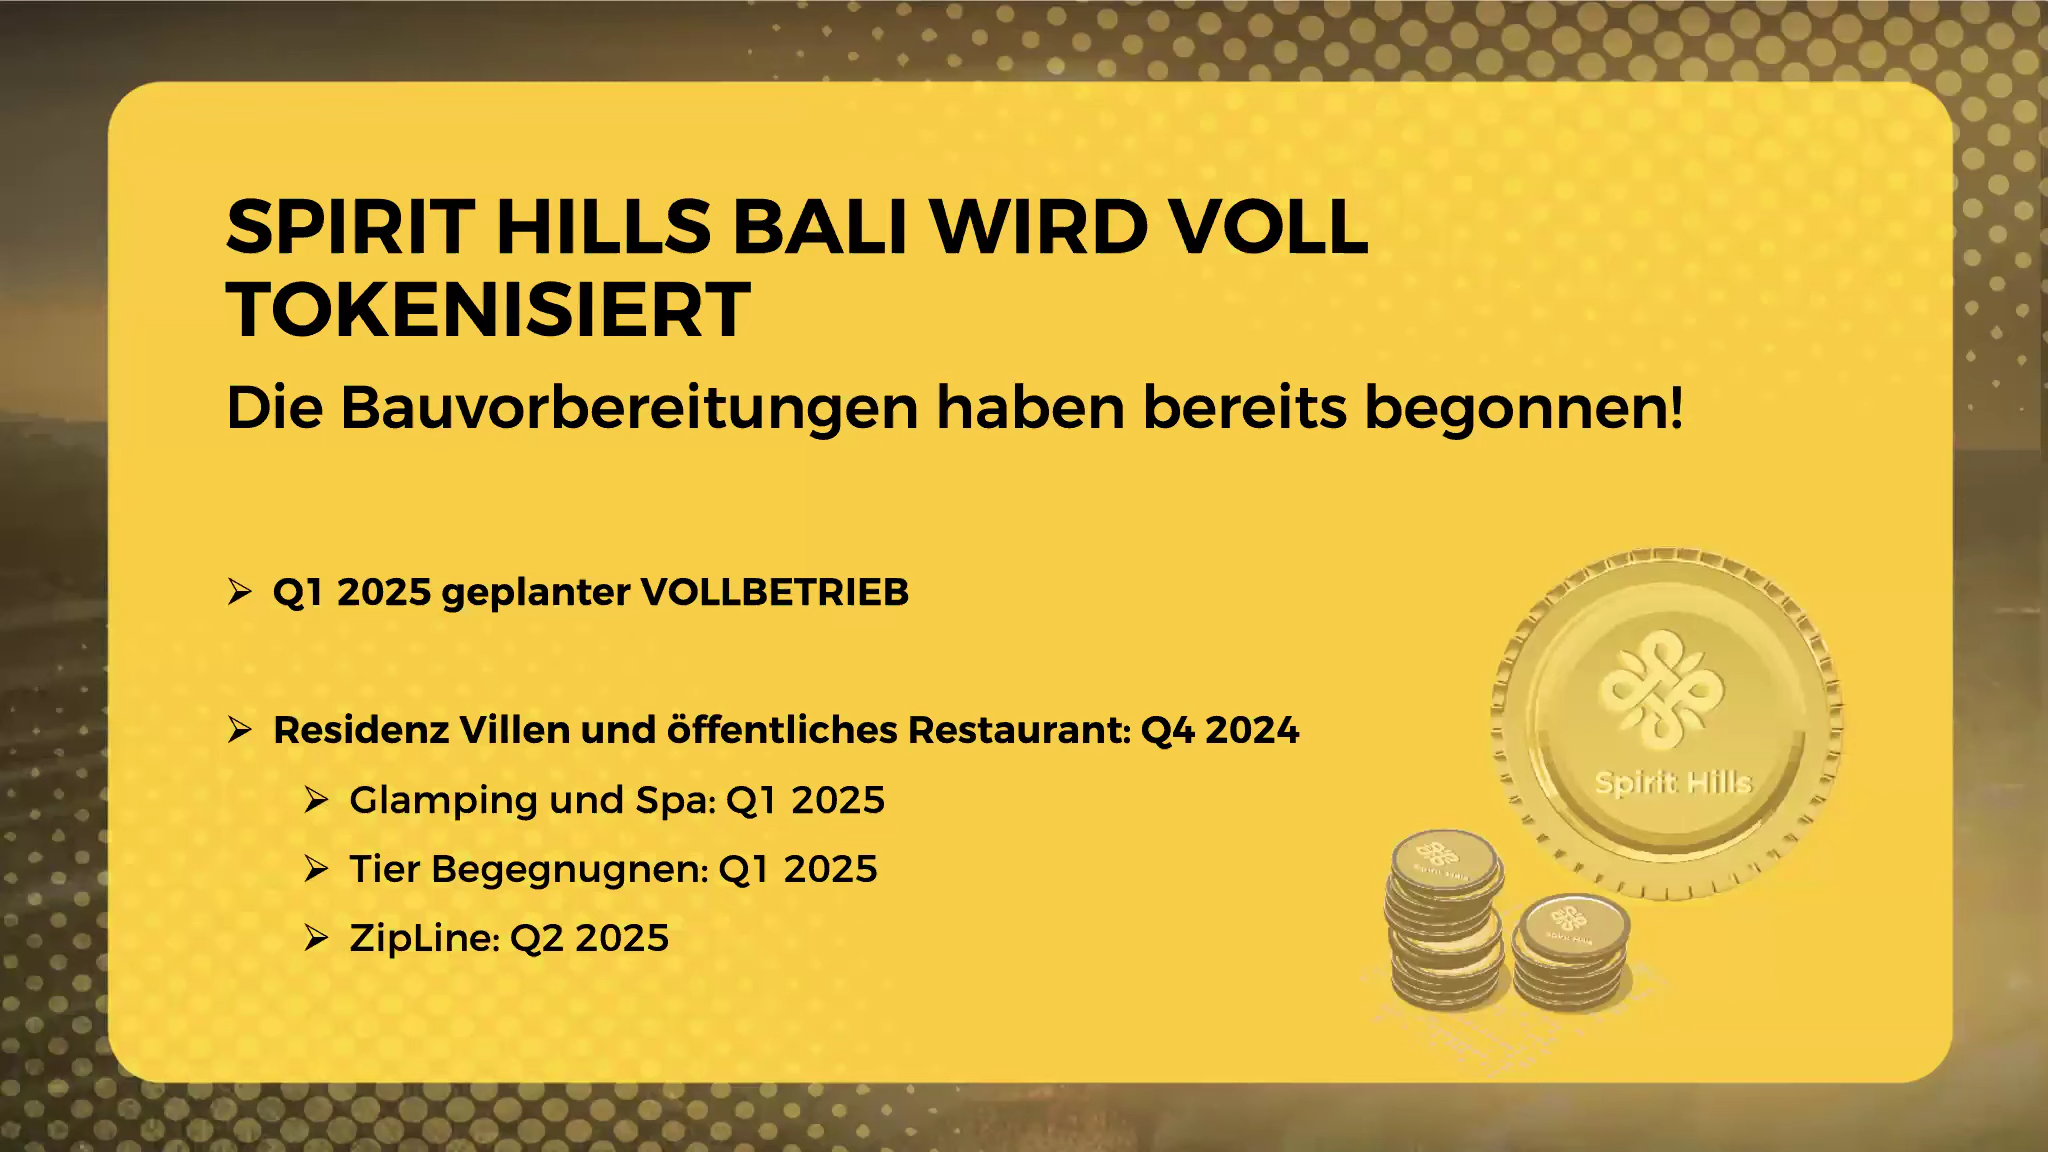 SPIRIT HILLS BALI WIRD VOLL
TOKENISIERT
Die Bauvorbereitungen haben bereits begonnen!
➢ Q1 2025 geplanter VOLLBETRIEB
➢ Residenz Villen und öffentliches Restaurant: Q4 2024
➢ Glamping und Spa: Q1 2025
➢ Tier Begegnugnen: Q1 2025
➢ ZipLine: Q2 2025
Spirit Hills